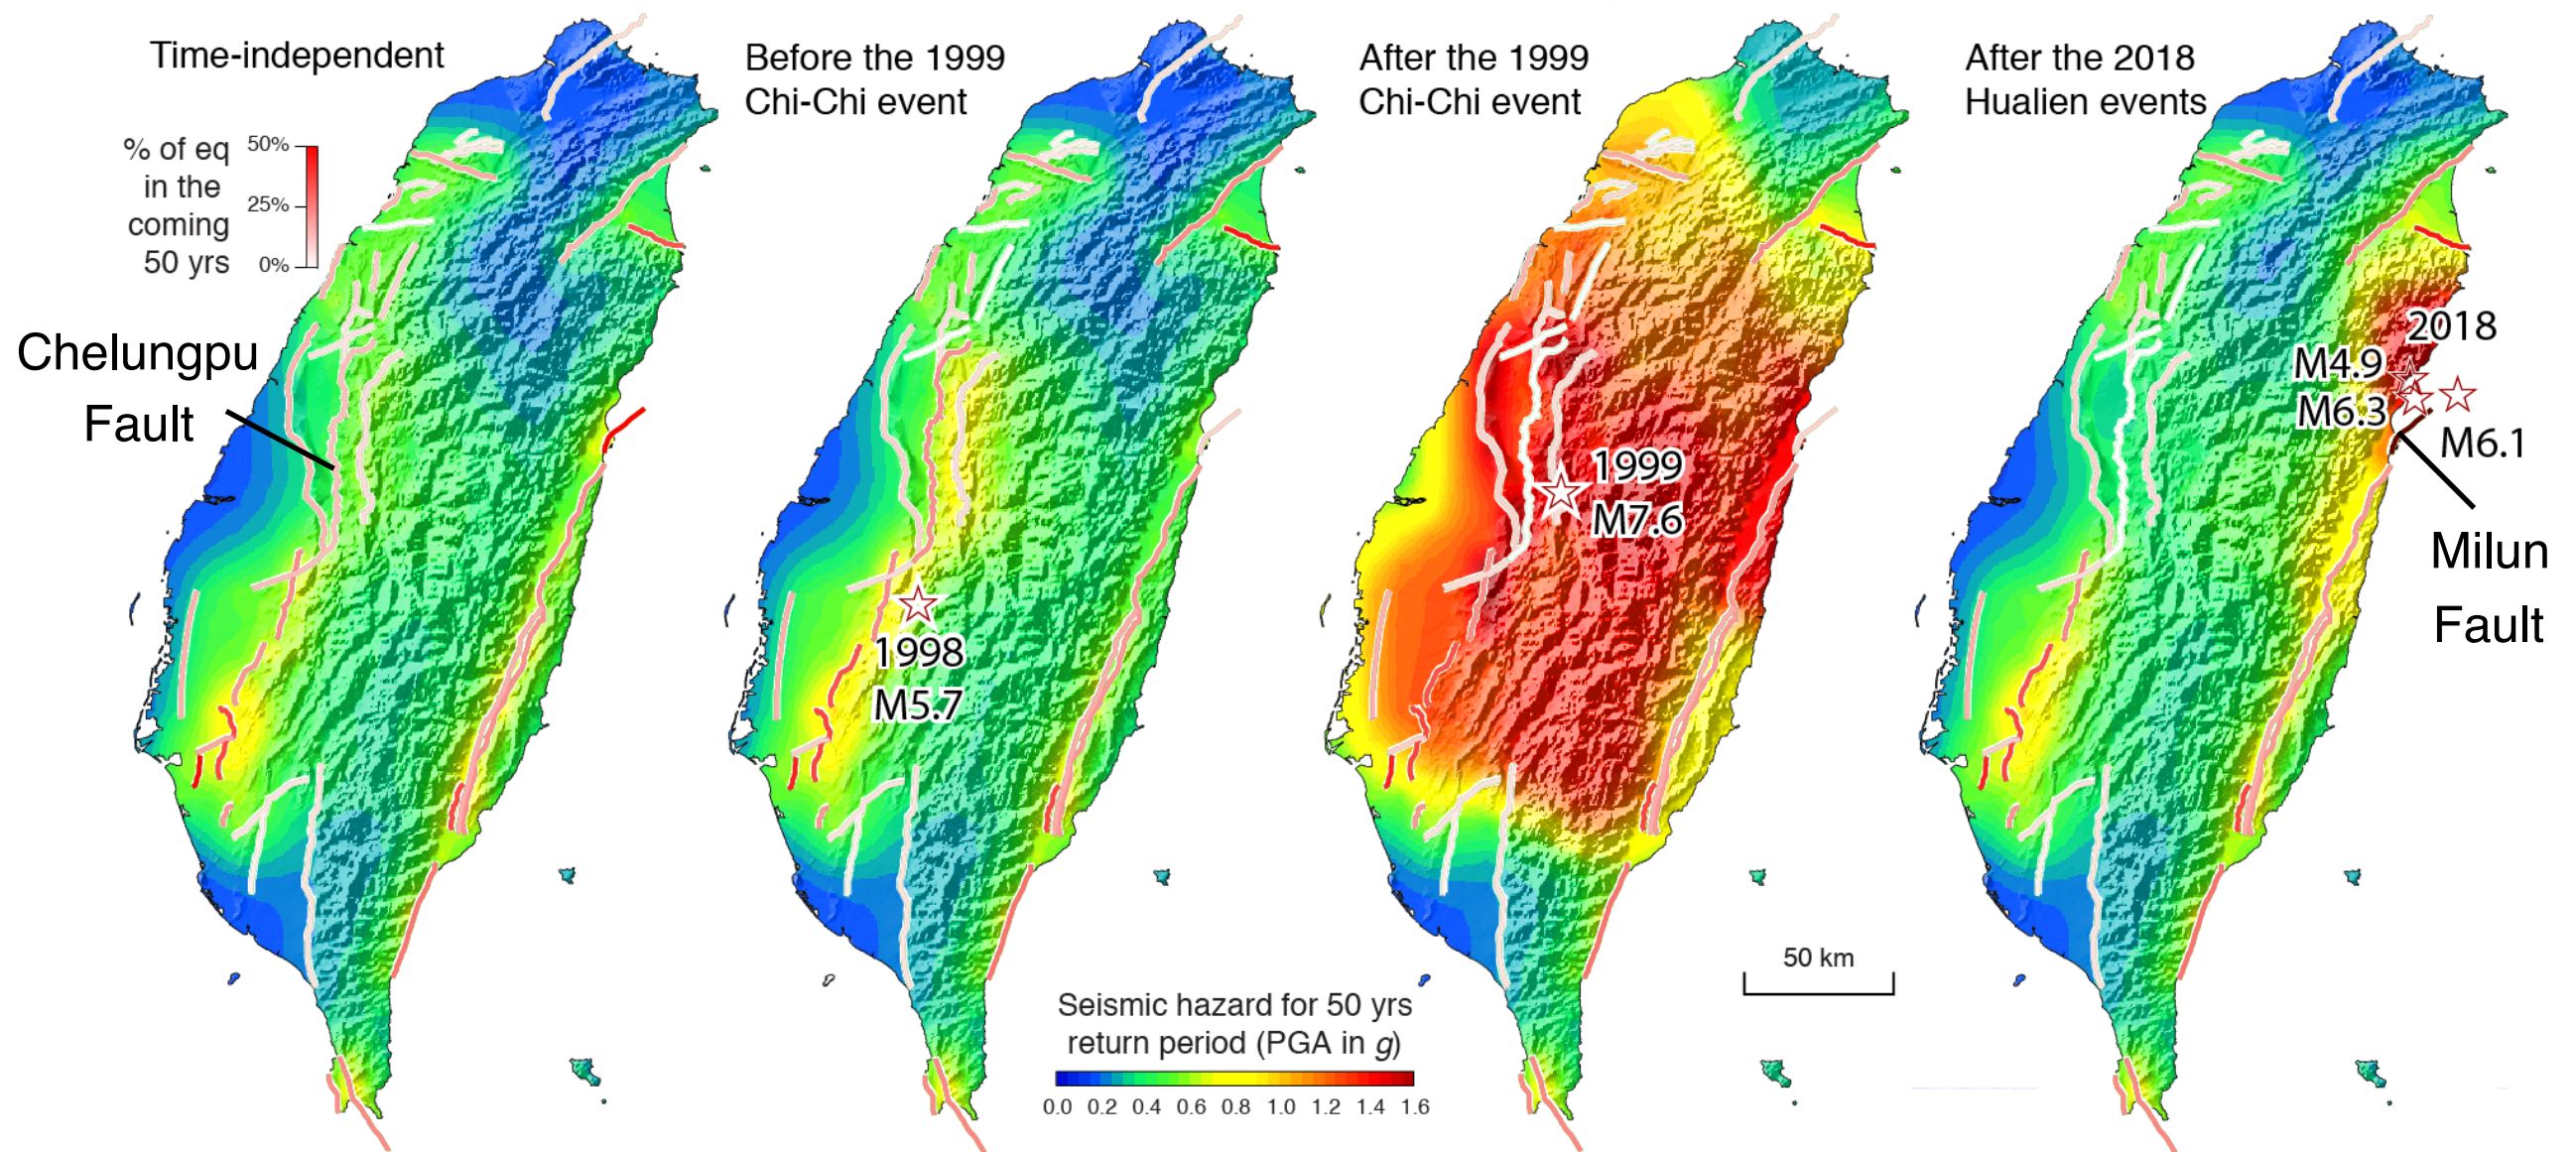 Time-independent
% of eq
in the
coming
50 yrs
50%
25%
0%
Chelungpu
Fault
Before the 1999
Chi-Chi event
1998
M5.7
After the 1999
Chi-Chi event
1999
M7.6
After the 2018
Hualien events
2018
M4.9
M6.3
M6.1
Milun
Fault
50 km
Seismic hazard for 50 yrs
return period (PGA in g)
0.0 0.2 0.4 0.6 0.8 1.0 1.2 1.4 1.6